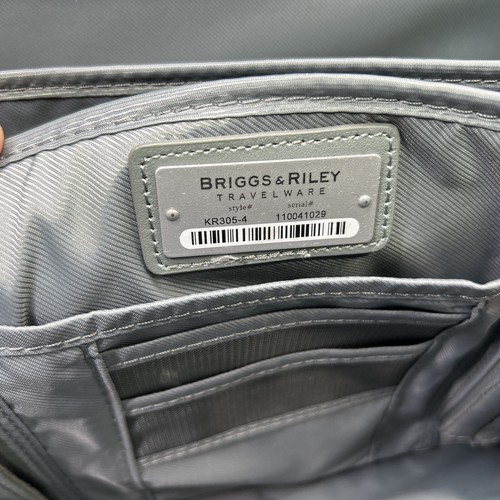 BRIGGS & RILEY
TRAVELWARE
style# serial#
KR305-4 110041029